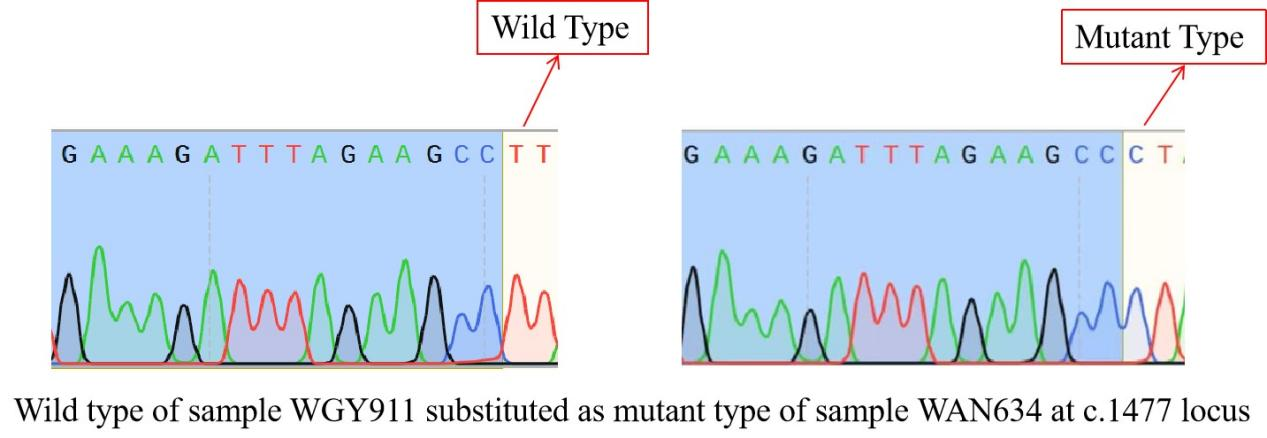 Wild Type
Mutant Type
G A A A G A T T T A G A A G C C T T
G A A A G A T T T A G A A G C C C T
Wild type of sample WGY911 substituted as mutant type of sample WAN634 at c.1477 locus